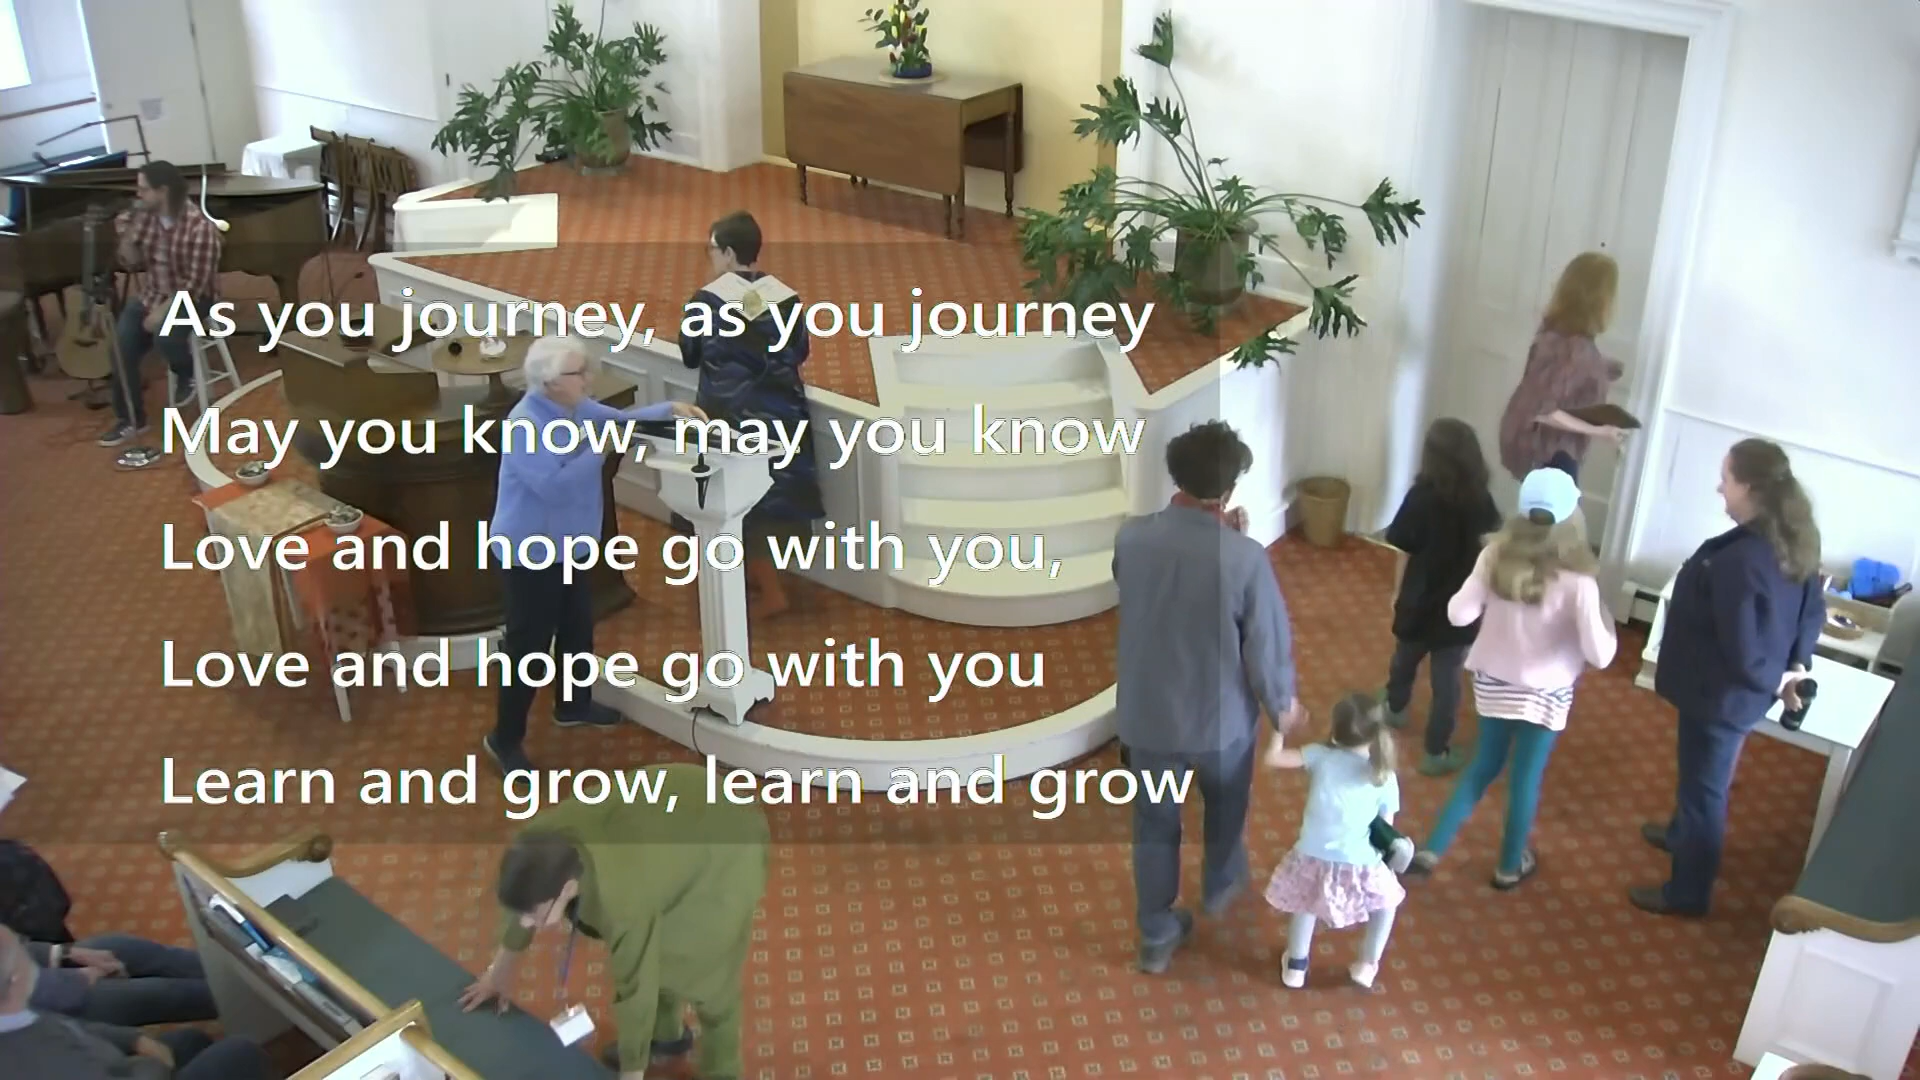 As you journey, as you journey
May you know, may you know
Love and hope go with you,
Love and hope go with you
Learn and grow, learn and grow